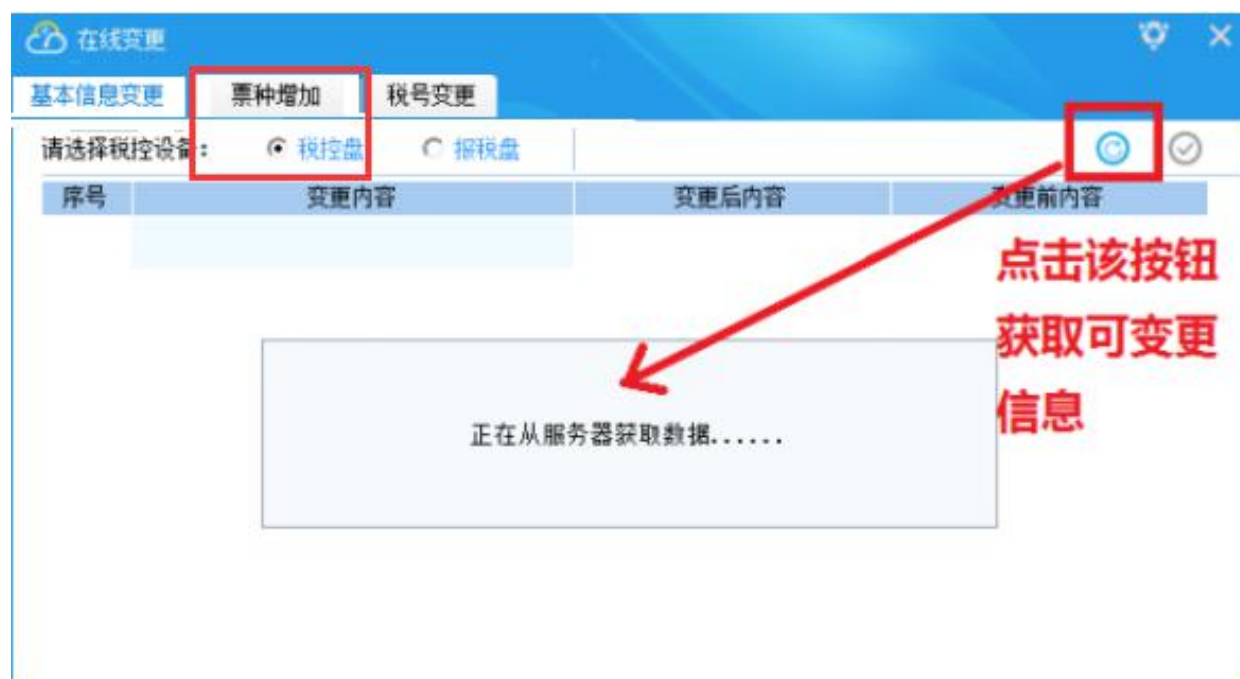 在线变更
基本信息变更 票种增加 税号变更
请选择税控设备： 税控盘 报税盘
序号 变更内容 变更后内容 变更前内容
点击该按钮
获取可变更
信息
正在从服务器获取数据......